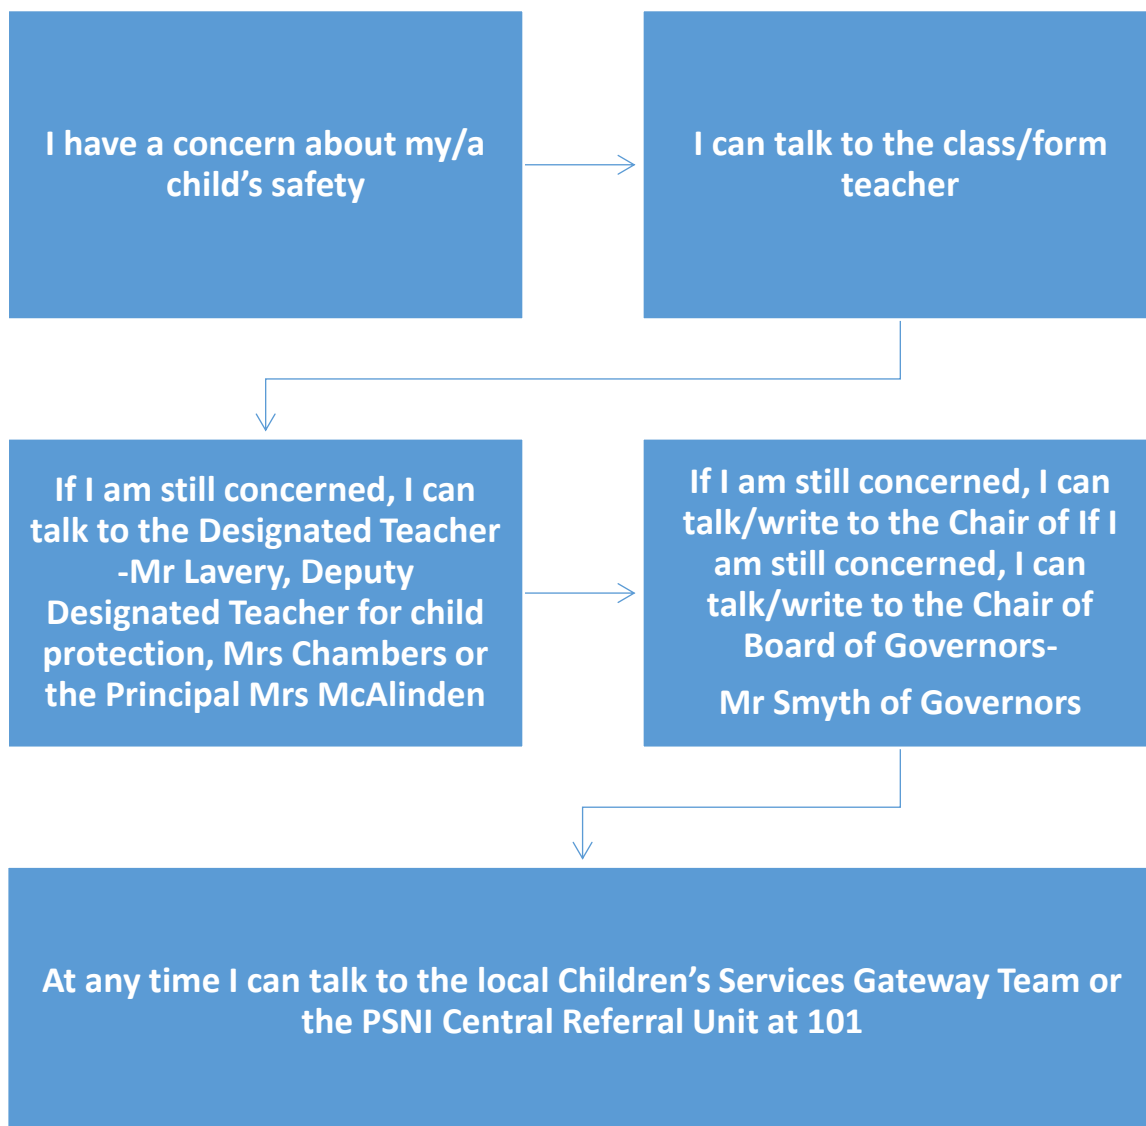 I have a concern about my/a
child’s safety
I can talk to the class/form
teacher
If I am still concerned, I can
talk to the Designated Teacher
-Mr Lavery, Deputy
Designated Teacher for child
protection, Mrs Chambers or
the Principal Mrs McAlinden
If I am still concerned, I can
talk/write to the Chair of If I
am still concerned, I can
talk/write to the Chair of
Board of Governors-
Mr Smyth of Governors
At any time I can talk to the local Children’s Services Gateway Team or
the PSNI Central Referral Unit at 101